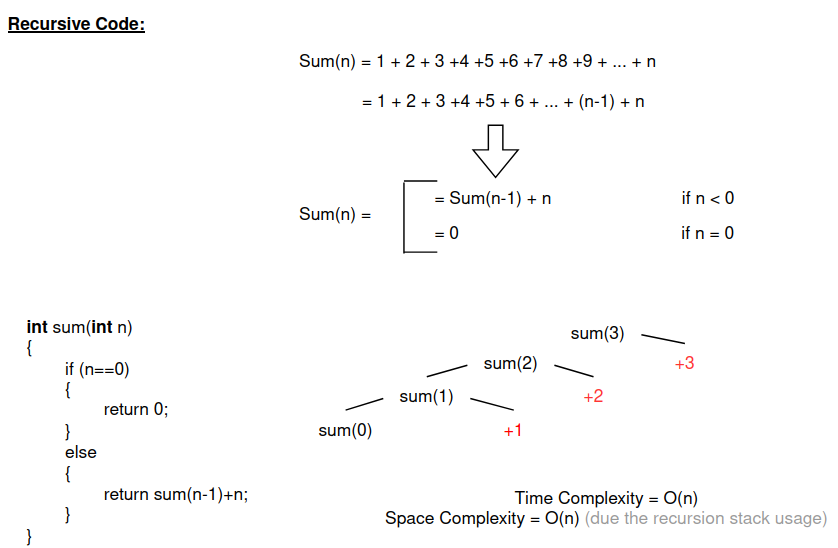 Recursive Code:
Sum(n) = 1 + 2 + 3 +4 +5 +6 +7 +8 +9 + ... + n
= 1 + 2 + 3 +4 +5 + 6 + ... + (n-1) + n
= Sum(n-1) + n if n < 0
Sum(n) =
= 0 if n = 0
int sum(int n)
{
if (n==0)
{
return 0;
}
else
{
return sum(n-1)+n;
}
}
sum(3)
sum(2) +3
sum(1) +2
sum(0) +1
Time Complexity = O(n)
Space Complexity = O(n) (due the recursion stack usage)